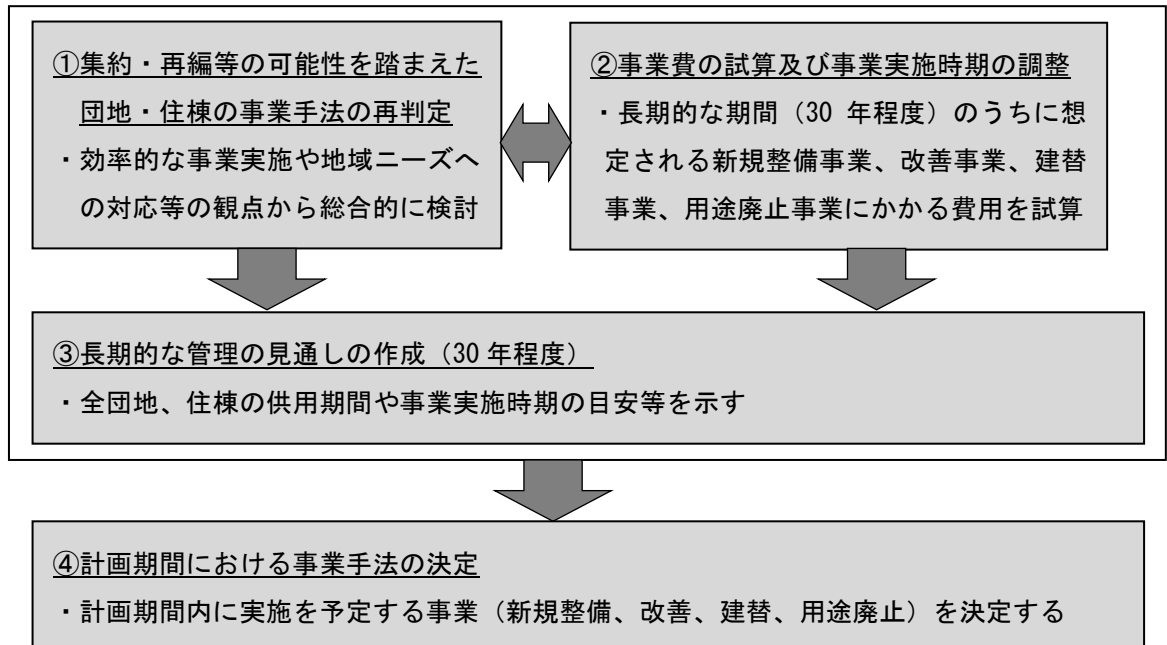 ①集約・再編等の可能性を踏まえた
団地・住棟の事業手法の再判定
・効率的な事業実施や地域ニーズへ
の対応等の観点から総合的に検討
②事業費の試算及び事業実施時期の調整
・長期的な期間（30 年程度）のうちに想
定される新規整備事業、改善事業、建替
事業、用途廃止事業にかかる費用を試算
③長期的な管理の見通しの作成（30 年程度）
・全団地、住棟の供用期間や事業実施時期の目安等を示す
④計画期間における事業手法の決定
・計画期間内に実施を予定する事業（新規整備、改善、建替、用途廃止）を決定する